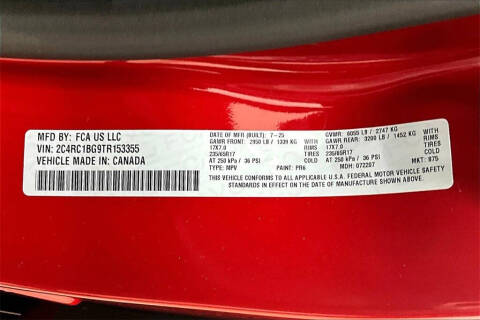 MFD BY: FCA US LLC
VIN: 2C4RC1BG9TR153355
VEHICLE MADE IN: CANADA
DATE OF MFR (BUILT): 7-25 GVWR: 6055 LB / 2747 KG
GAWR FRONT: 2950 LB / 1339 KG WITH GAWR REAR: 3200 LB / 1452 KG WITH
17X7.0 RIMS 17X7.0 RIMS
235/65R17 TIRES 235/65R17 TIRES
AT 250 kPa / 36 PSI COLD AT 250 kPa / 36 PSI COLD
TYPE: MPV PAINT: PR6 MDH: 072207 MKT: 875
THIS VEHICLE CONFORMS TO ALL APPLICABLE U.S.A. FEDERAL MOTOR VEHICLE SAFETY
STANDARDS IN EFFECT ON THE DATE OF MANUFACTURE SHOWN ABOVE.